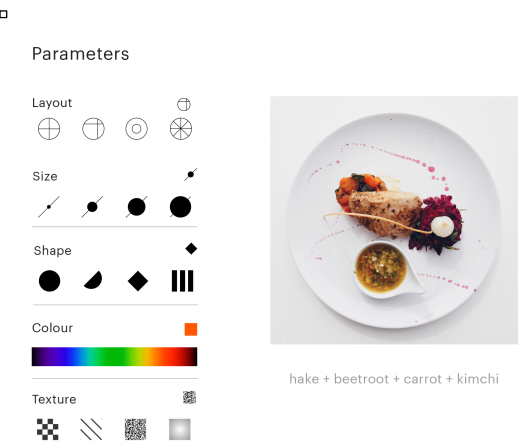 Parameters
Layout
Size
Shape
Colour
Texture
hake + beetroot + carrot + kimchi